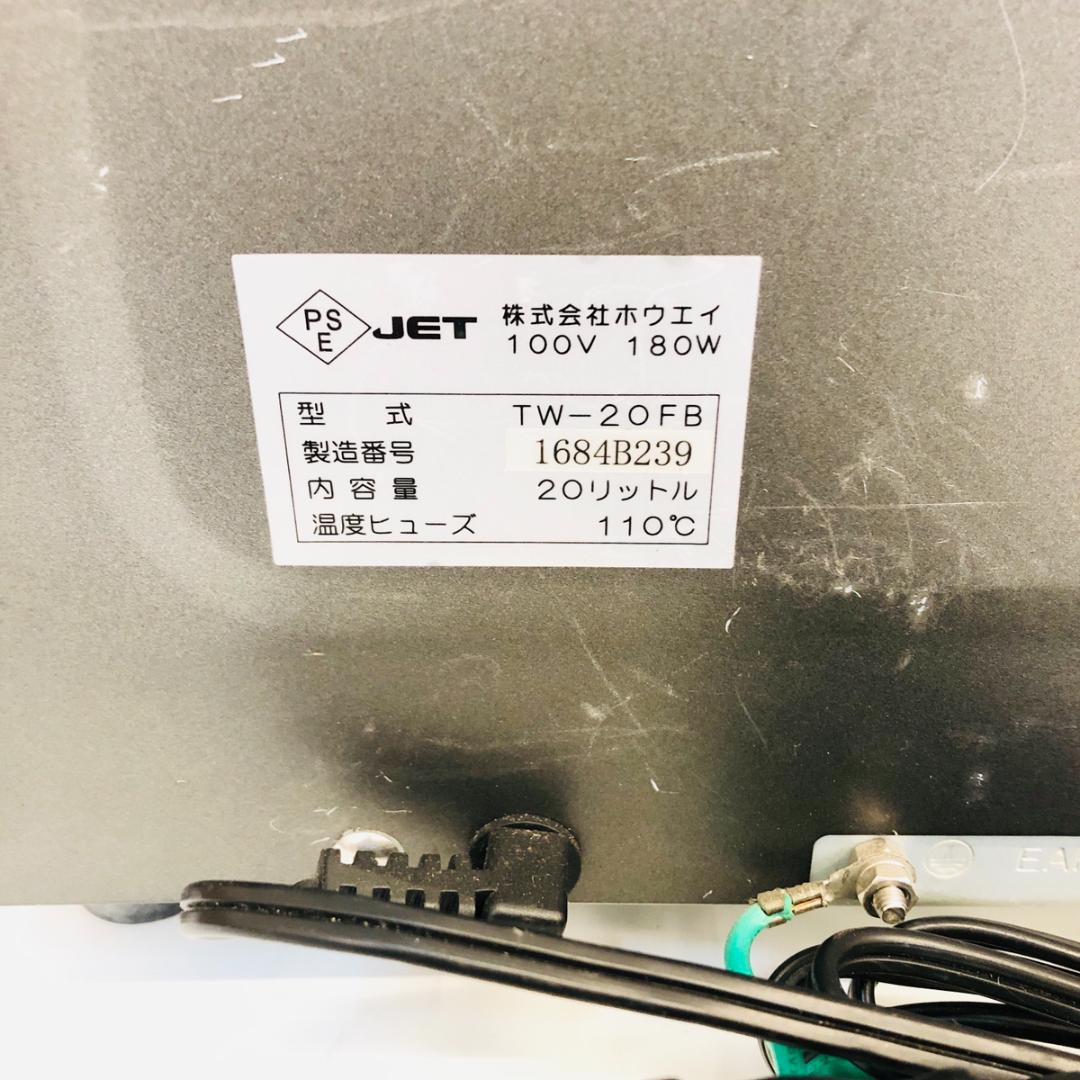 PSE JET 株式会社ホウエイ
100V 180W
型 式 TW-20FB
製造番号 1684B239
内容量 20リットル
温度ヒューズ 110℃